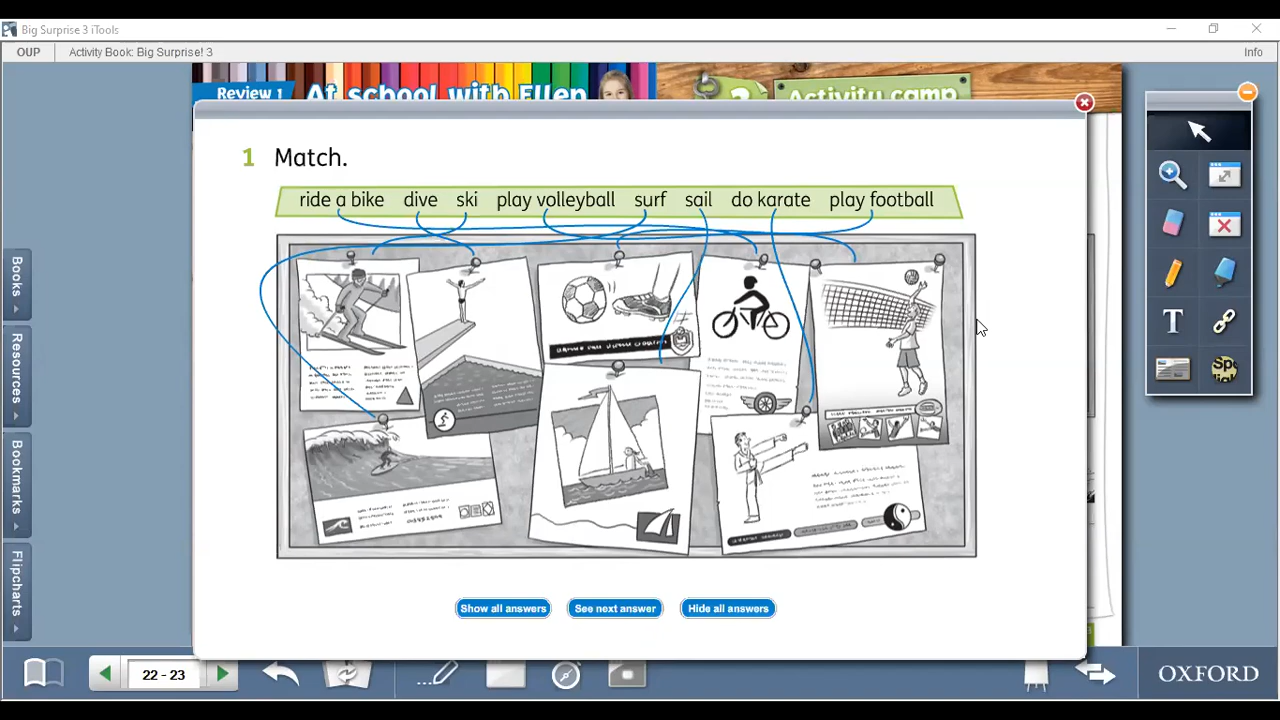 Big Surprise 3 iTools
OUP Activity Book: Big Surprise! 3 Info
Review 1 At school with Ellen
Activity camp
1 Match.
ride a bike dive ski play volleyball surf sail do karate play football
Books
Resources
Bookmarks
Flipcharts
T
Show all answers See next answer Hide all answers
22 - 23
OXFORD